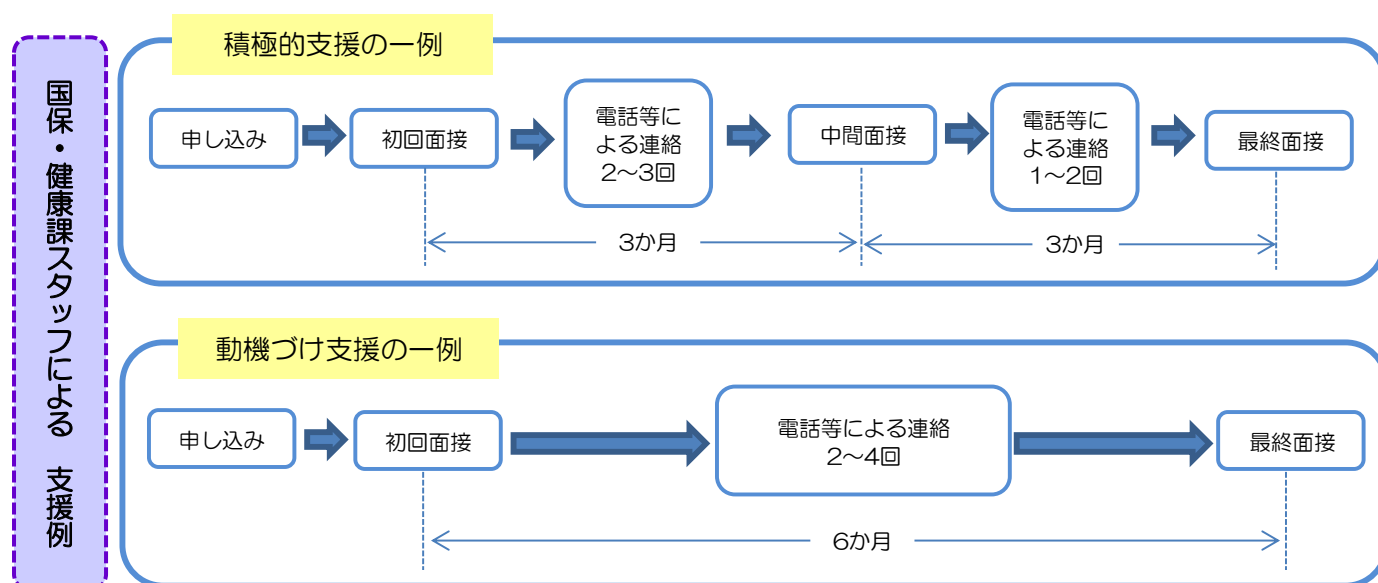 国保・健康課スタッフによる 支援例
積極的支援の一例
申し込み
初回面接
電話等に
よる連絡
2〜3回
中間面接
電話等に
よる連絡
1〜2回
最終面接
3か月
3か月
動機づけ支援の一例
申し込み
初回面接
電話等による連絡
2〜4回
最終面接
6か月